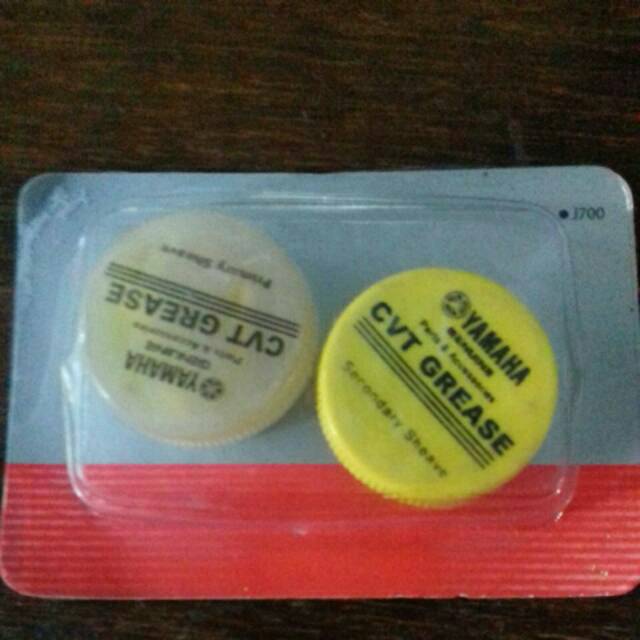 J700
YAMAHA
GENUINE
Parts & Accessories
CVT GREASE
Primary Sheave
YAMAHA
GENUINE
Parts & Accessories
CVT GREASE
Secondary Sheave